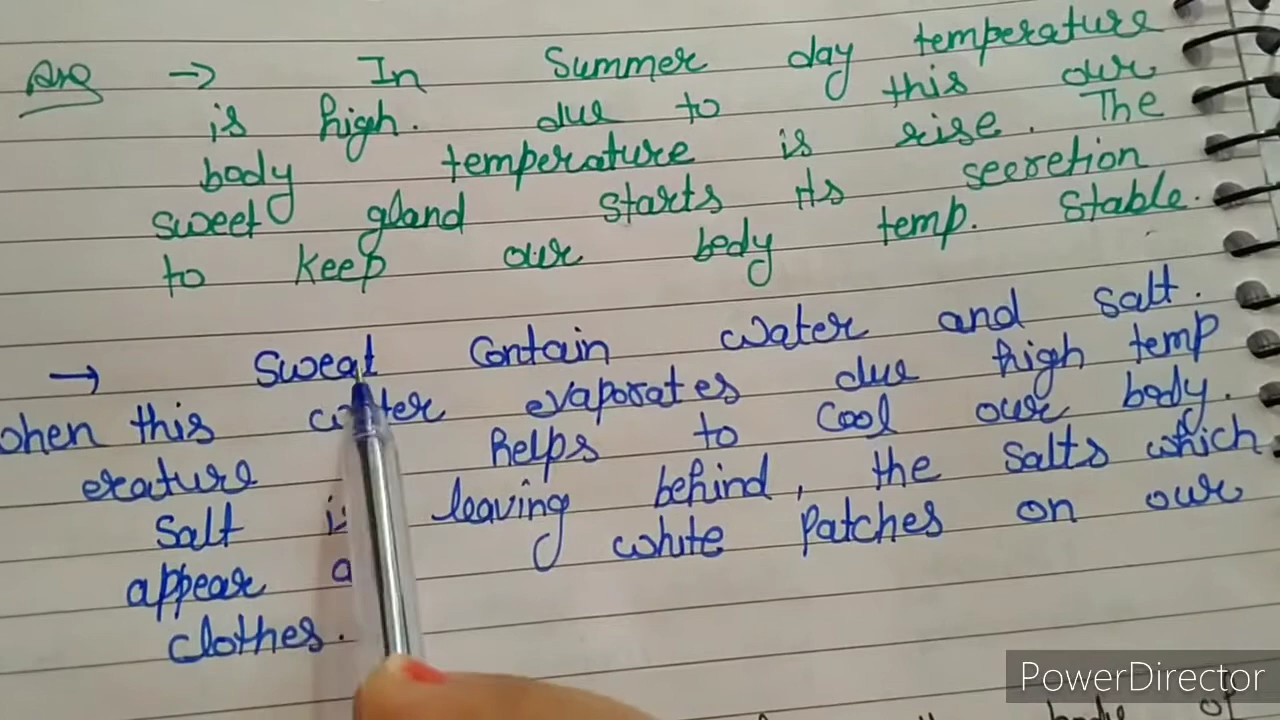 Ans → In Summer day temperature
is high. due to this our
body temperature is rise. The
sweet gland starts its secretion
to keep our body temp. stable.
→ Sweat contain water and salt.
when this water evaporates due high temp
erature helps to cool our body.
Salt is leaving behind, the salts which
appear white patches on our
clothes.
PowerDirector
of